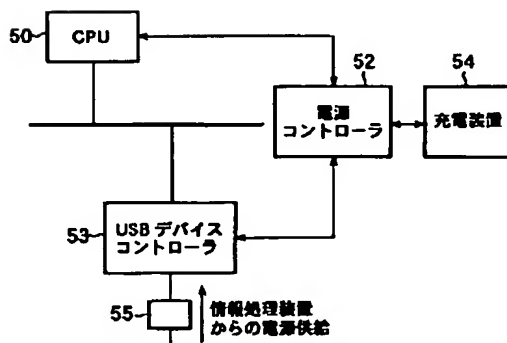 50
CPU
52
54
電源
コントローラ
充電装置
53
USB デバイス
コントローラ
55
情報処理装置
からの電源供給